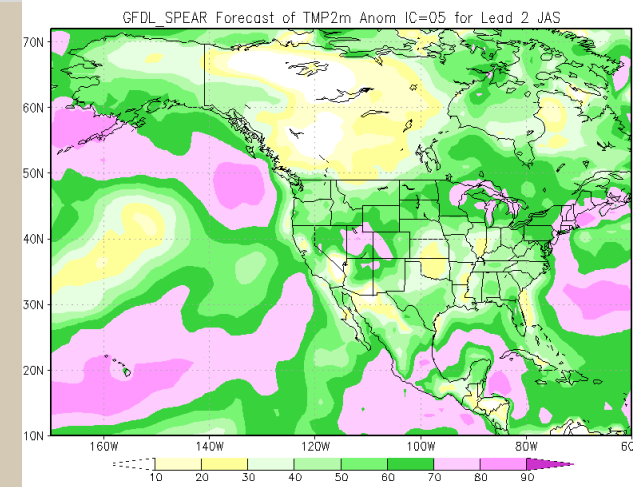 GFDL_SPEAR Forecast of TMP2m Anom IC=05 for Lead 2 JAS
70N
60N
50N
40N
30N
20N
10N
160W 140W 120W 100W 80W 60
10 20 30 40 50 60 70 80 90